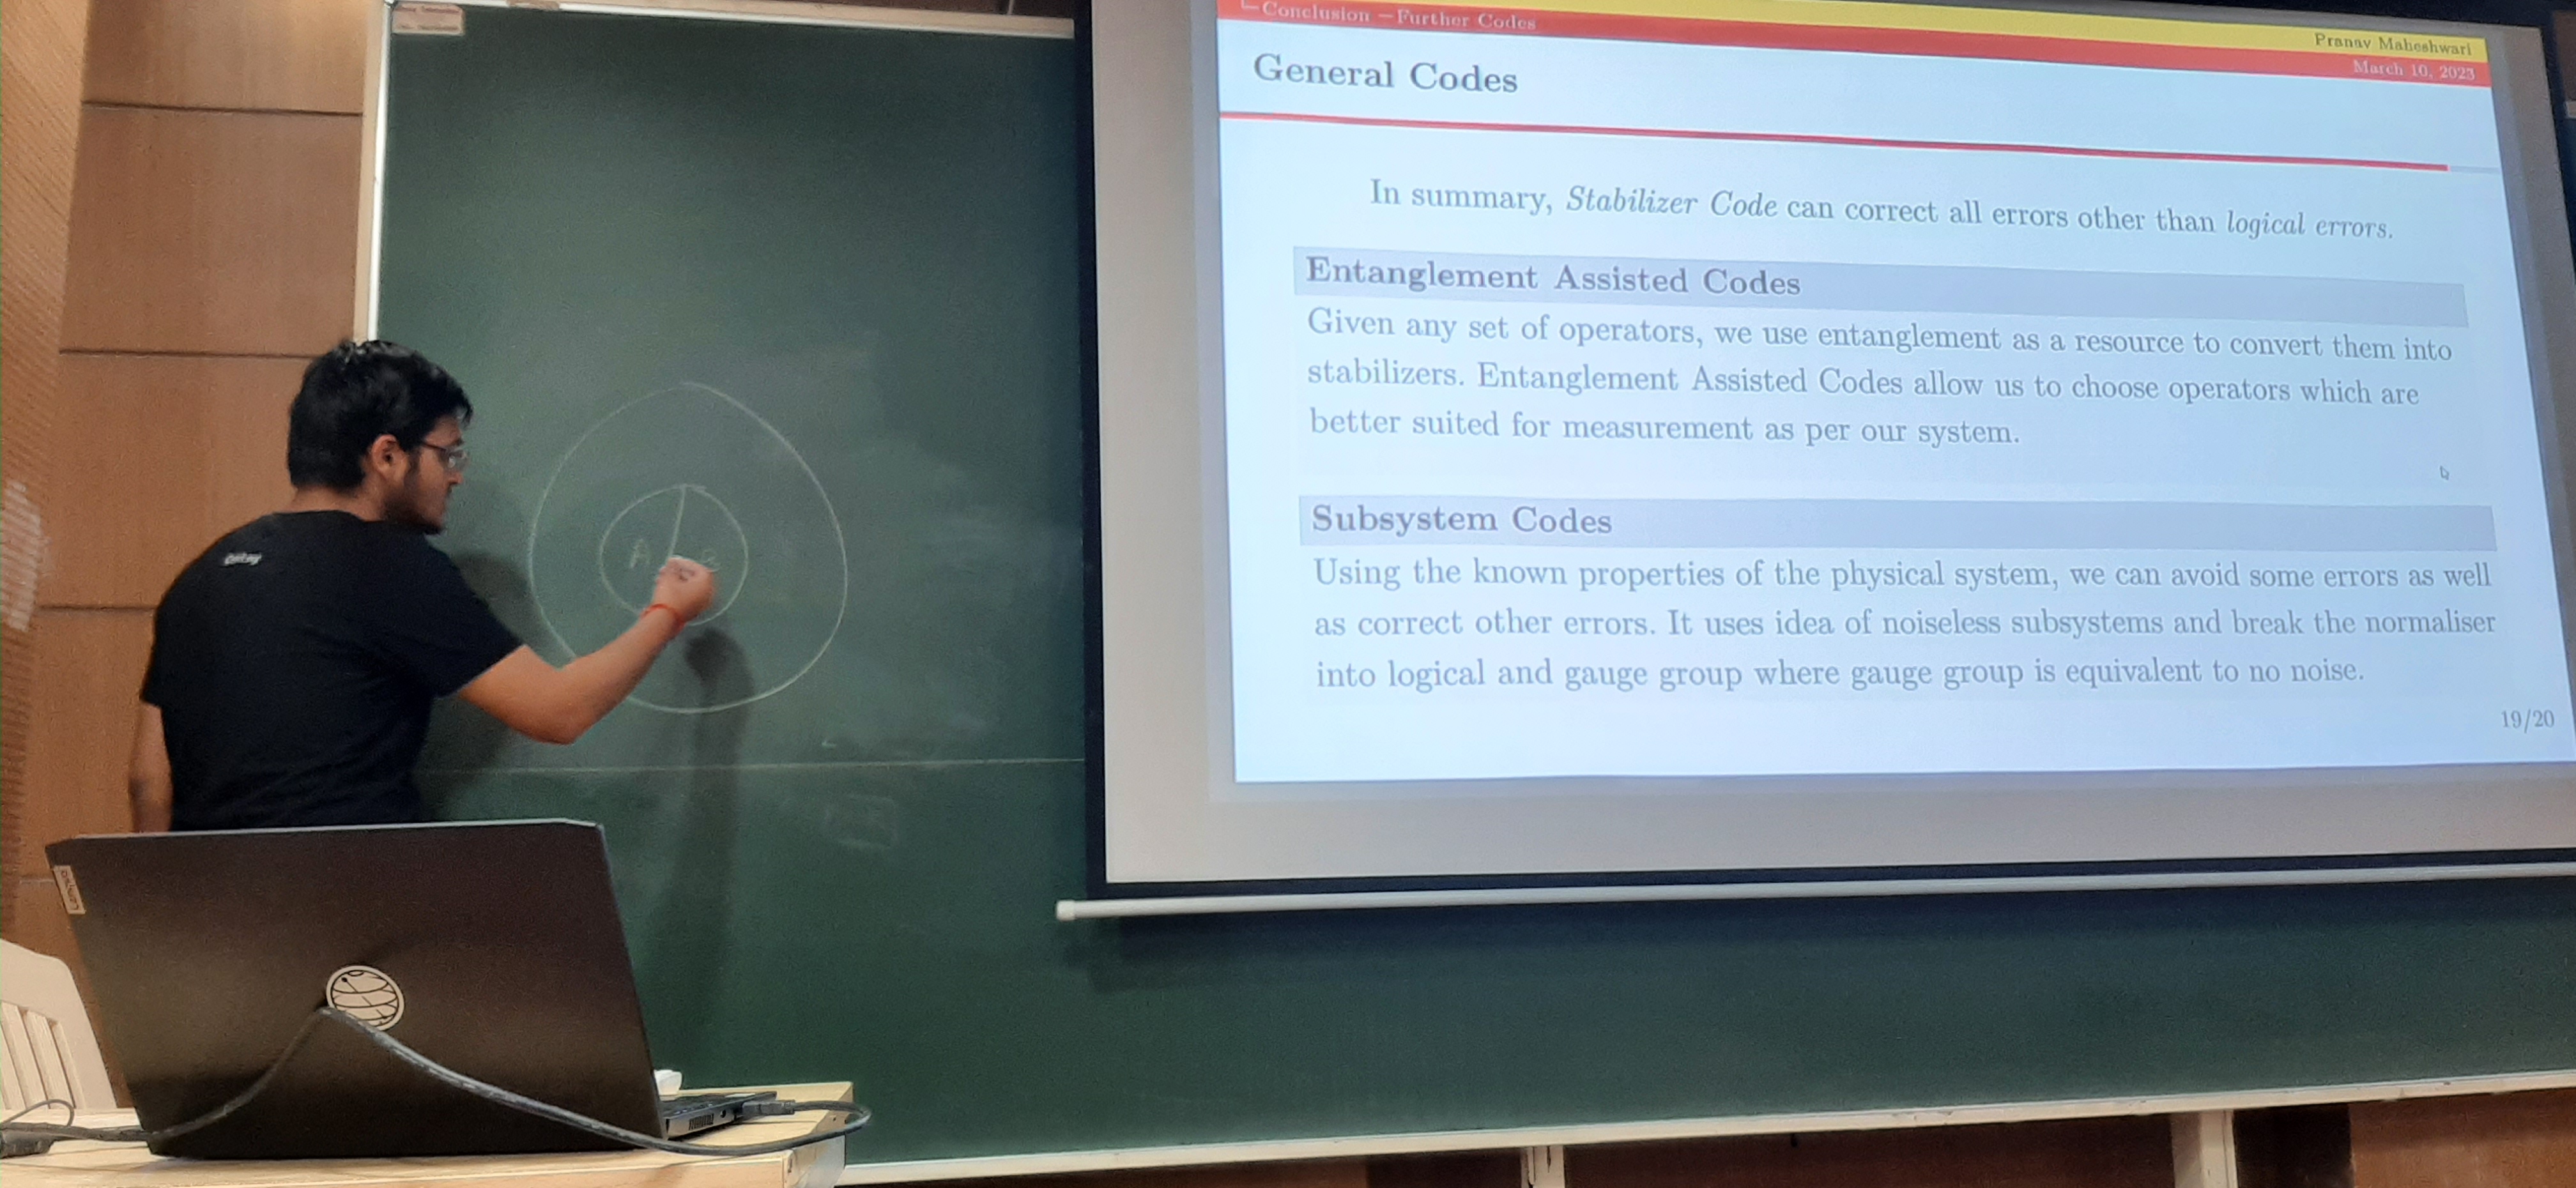 Conclusion —Further Codes
Pranav Maheshwari
March 10, 2023
General Codes
In summary, Stabilizer Code can correct all errors other than logical errors.
Entanglement Assisted Codes
Given any set of operators, we use entanglement as a resource to convert them into
stabilizers. Entanglement Assisted Codes allow us to choose operators which are
better suited for measurement as per our system.
Subsystem Codes
Using the known properties of the physical system, we can avoid some errors as well
as correct other errors. It uses idea of noiseless subsystems and break the normaliser
into logical and gauge group where gauge group is equivalent to no noise.
19/20
A B
Lenovo